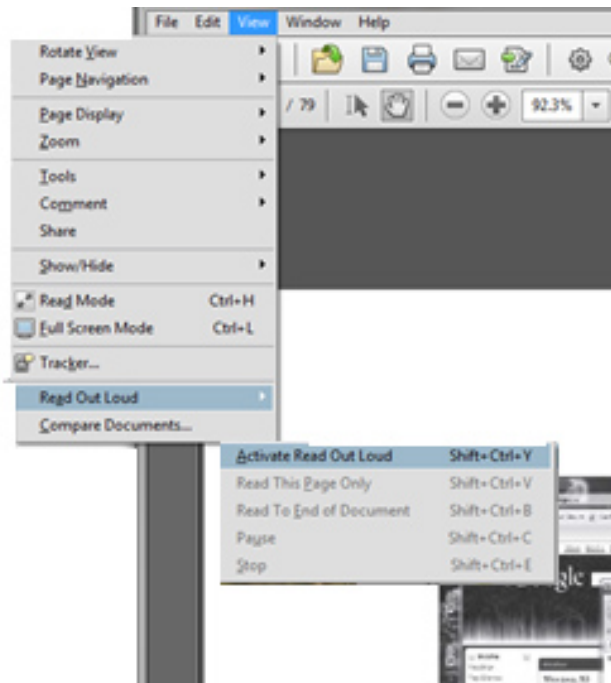 File Edit View Window Help
Rotate View
Page Navigation
/ 79
92.3%
Page Display
Zoom
Tools
Comment
Share
Show/Hide
Read Mode Ctrl+H
Full Screen Mode Ctrl+L
Tracker...
Read Out Loud
Compare Documents...
Activate Read Out Loud Shift+Ctrl+Y
Read This Page Only Shift+Ctrl+V
Read To End of Document Shift+Ctrl+B
Pause Shift+Ctrl+C
Stop Shift+Ctrl+E
gle